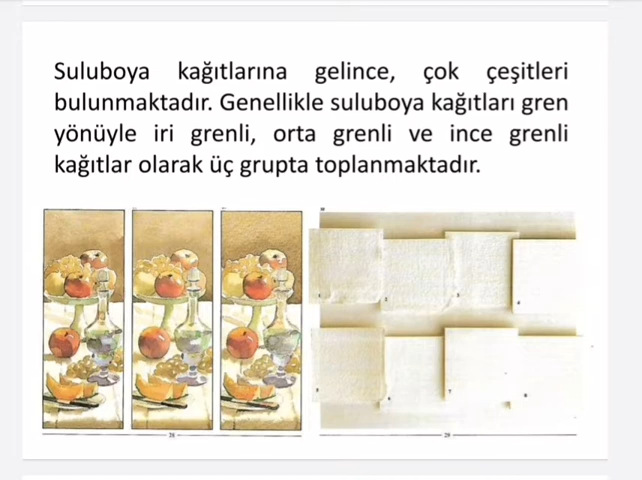 Suluboya kağıtlarına gelince, çok çeşitleri
bulunmaktadır. Genellikle suluboya kağıtları gren
yönüyle iri grenli, orta grenli ve ince grenli
kağıtlar olarak üç grupta toplanmaktadır.